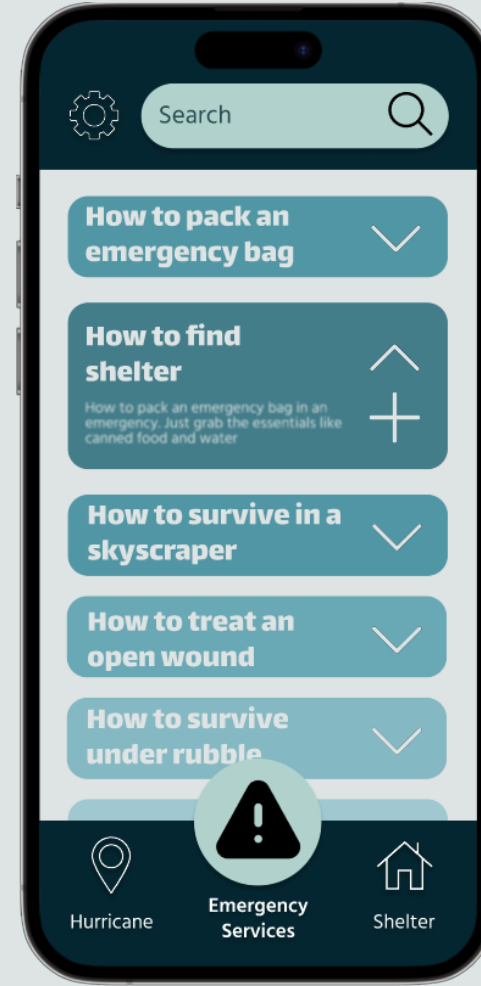 Search
How to pack an
emergency bag
How to find
shelter
How to pack an emergency bag in an
emergency. Just grab the essentials like
canned food and water
How to survive in a
skyscraper
How to treat an
open wound
How to survive
under rubble
Hurricane
Emergency
Services
Shelter